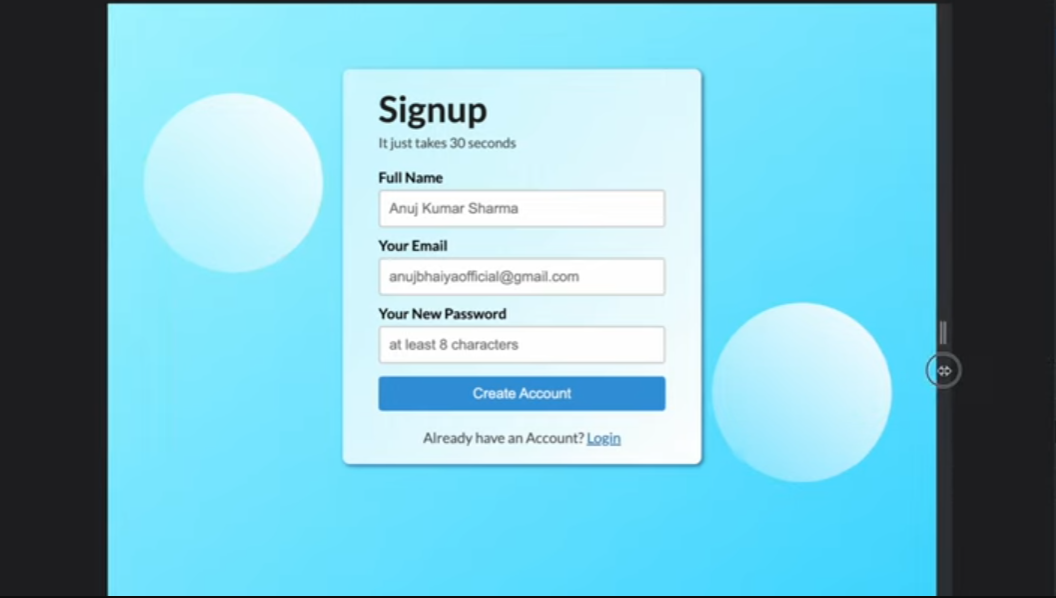 Signup
It just takes 30 seconds
Full Name
Anuj Kumar Sharma
Your Email
anujbhaiyaofficial@gmail.com
Your New Password
at least 8 characters
Create Account
Already have an Account? Login